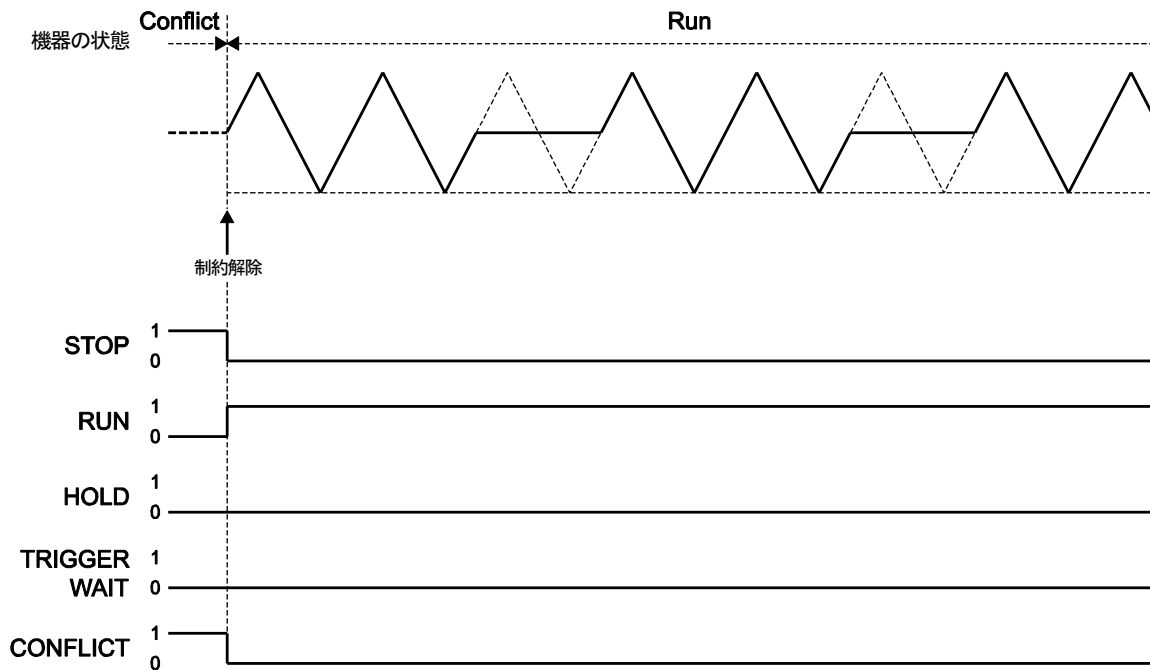 Conflict Run
機器の状態
制約解除
STOP 1
0
RUN 1
0
HOLD 1
0
TRIGGER 1
WAIT 0
CONFLICT 1
0